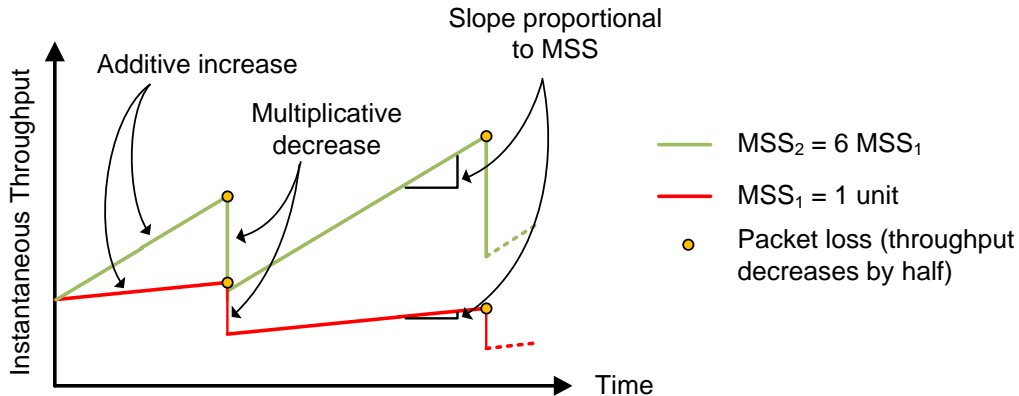 Slope proportional
to MSS
Additive increase
Multiplicative
decrease
Instantaneous Throughput
MSS₂ = 6 MSS₁
MSS₁ = 1 unit
Packet loss (throughput
decreases by half)
Time